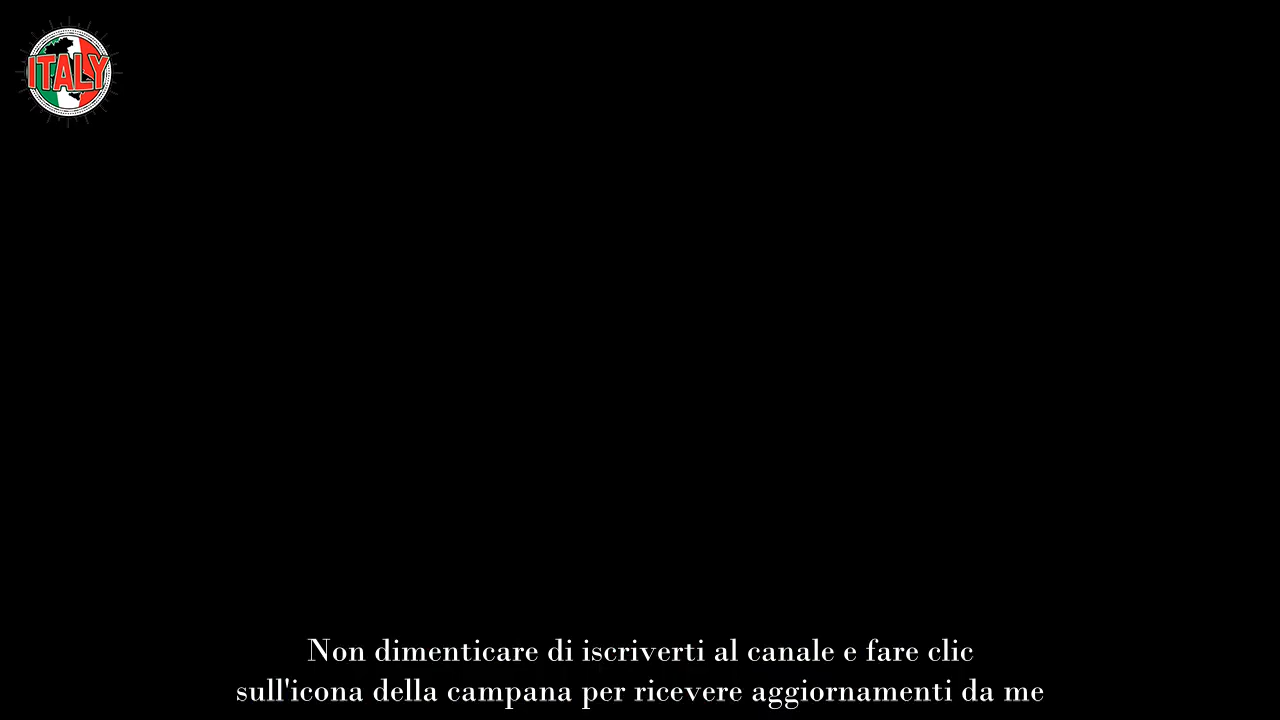 ITALY
Non dimenticare di iscriverti al canale e fare clic
sull'icona della campana per ricevere aggiornamenti da me